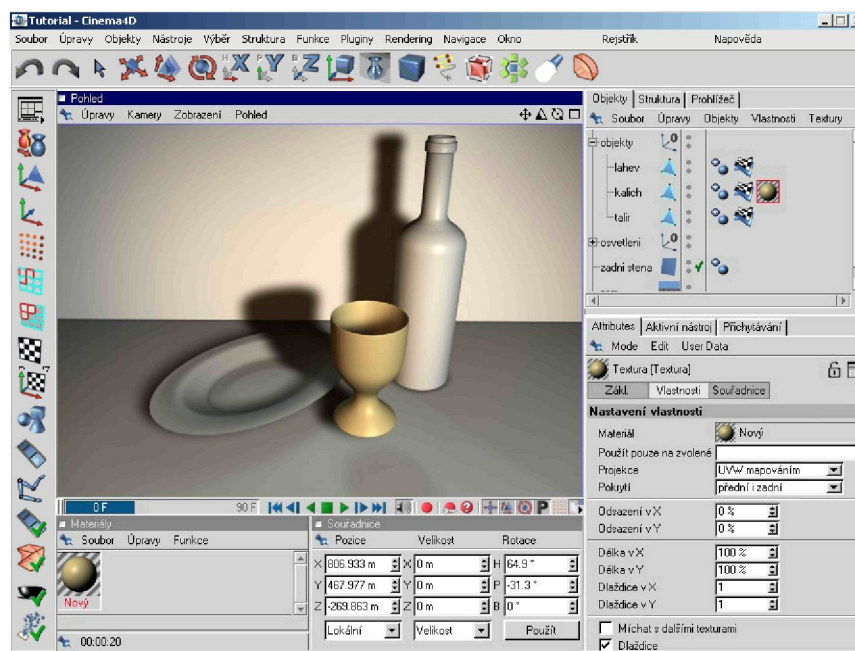 Tutorial - Cinema4D
Soubor Úpravy Objekty Nástroje Výběr Struktura Funkce Pluginy Rendering Navigace Okno Rejstřík Nápověda
X Y Z
Pohled
Úpravy Kamery Zobrazení Pohled
Objekty Struktura Prohlížeč
Soubor Úpravy Objekty Vlastnosti Textury
objekty
lahev
kalich
talir
osvetleni
zadni stena
Attributes Aktivní nástroj Přichytávání
Mode Edit User Data
Textura [Textura]
Zákl. Vlastnosti Souřadnice
Nastavení vlastností
Materiál Nový
Použít pouze na zvolené
Projekce UVW mapováním
Pokrytí přední i zadní
Odsazení v X 0 %
Odsazení v Y 0 %
Délka v X 100 %
Délka v Y 100 %
Dlaždice v X 1
Dlaždice v Y 1
Míchat s dalšími texturami
Dlaždice
0 F 90 F P
Materiály
Soubor Úpravy Funkce
Nový
00:00:20
Souřadnice
Pozice Velikost Rotace
X 806.933 m X 0 m H 64.9 °
Y 467.977 m Y 0 m P -31.3 °
Z -269.863 m Z 0 m B 0 °
Lokální Velikost Použít